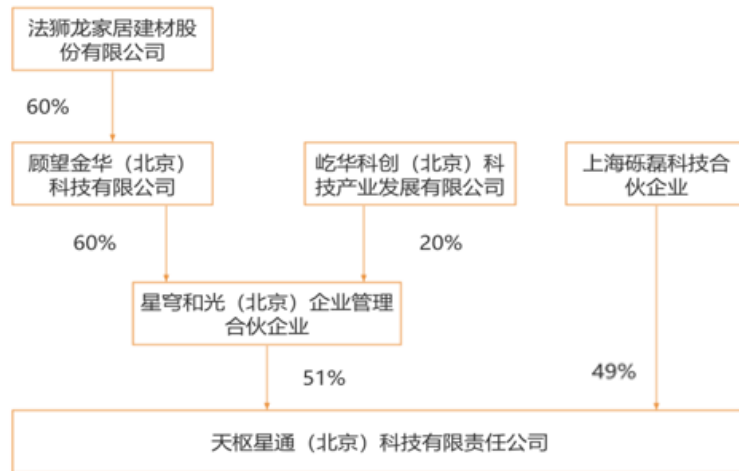 法狮龙家居建材股
份有限公司
60%
顾望金华（北京）
科技有限公司
屹华科创（北京）科
技产业发展有限公司
上海砾磊科技合
伙企业
60%
20%
星穹和光（北京）企业管理
合伙企业
51%
49%
天枢星通（北京）科技有限责任公司